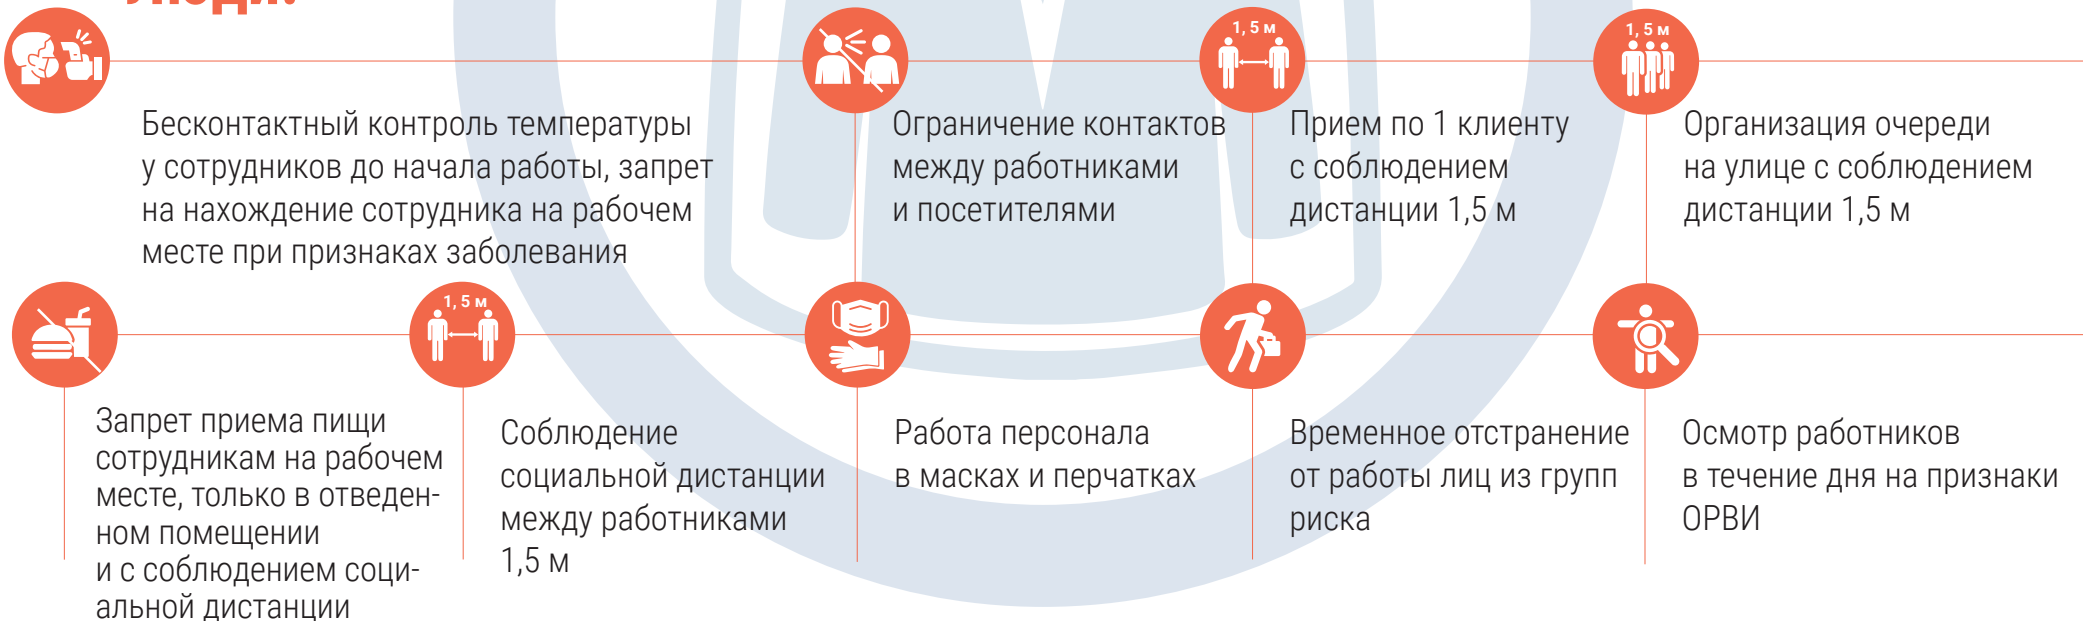 Люди:
1, 5 м
1, 5 м
Бесконтактный контроль температуры
у сотрудников до начала работы, запрет
на нахождение сотрудника на рабочем
месте при признаках заболевания
Ограничение контактов
между работниками
и посетителями
Прием по 1 клиенту
с соблюдением
дистанции 1,5 м
Организация очереди
на улице с соблюдением
дистанции 1,5 м
1, 5 м
Запрет приема пищи
сотрудникам на рабочем
месте, только в отведен-
ном помещении
и с соблюдением соци-
альной дистанции
Соблюдение
социальной дистанции
между работниками
1,5 м
Работа персонала
в масках и перчатках
Временное отстранение
от работы лиц из групп
риска
Осмотр работников
в течение дня на признаки
ОРВИ